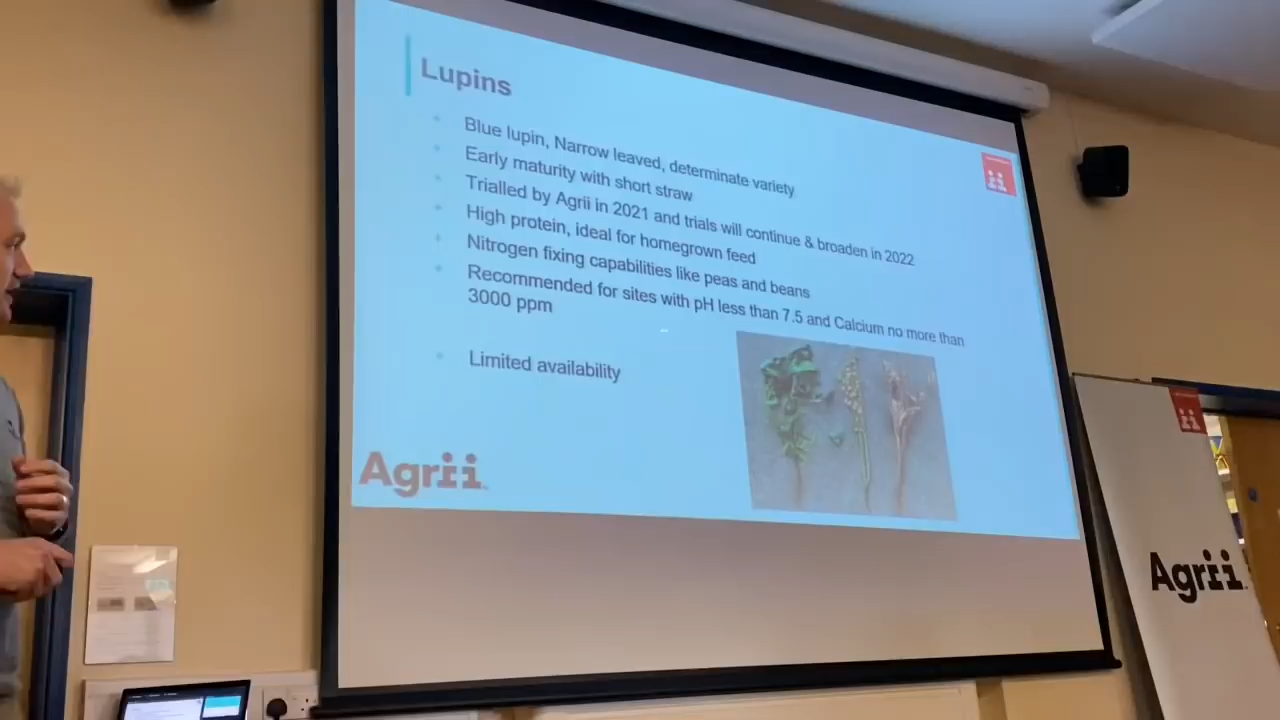 Lupins
Blue lupin, Narrow leaved, determinate variety
Early maturity with short straw
Trialled by Agrii in 2021 and trials will continue & broaden in 2022
High protein, ideal for homegrown feed
Nitrogen fixing capabilities like peas and beans
Recommended for sites with pH less than 7.5 and Calcium no more than
3000 ppm
Limited availability
Agrii
Agrii